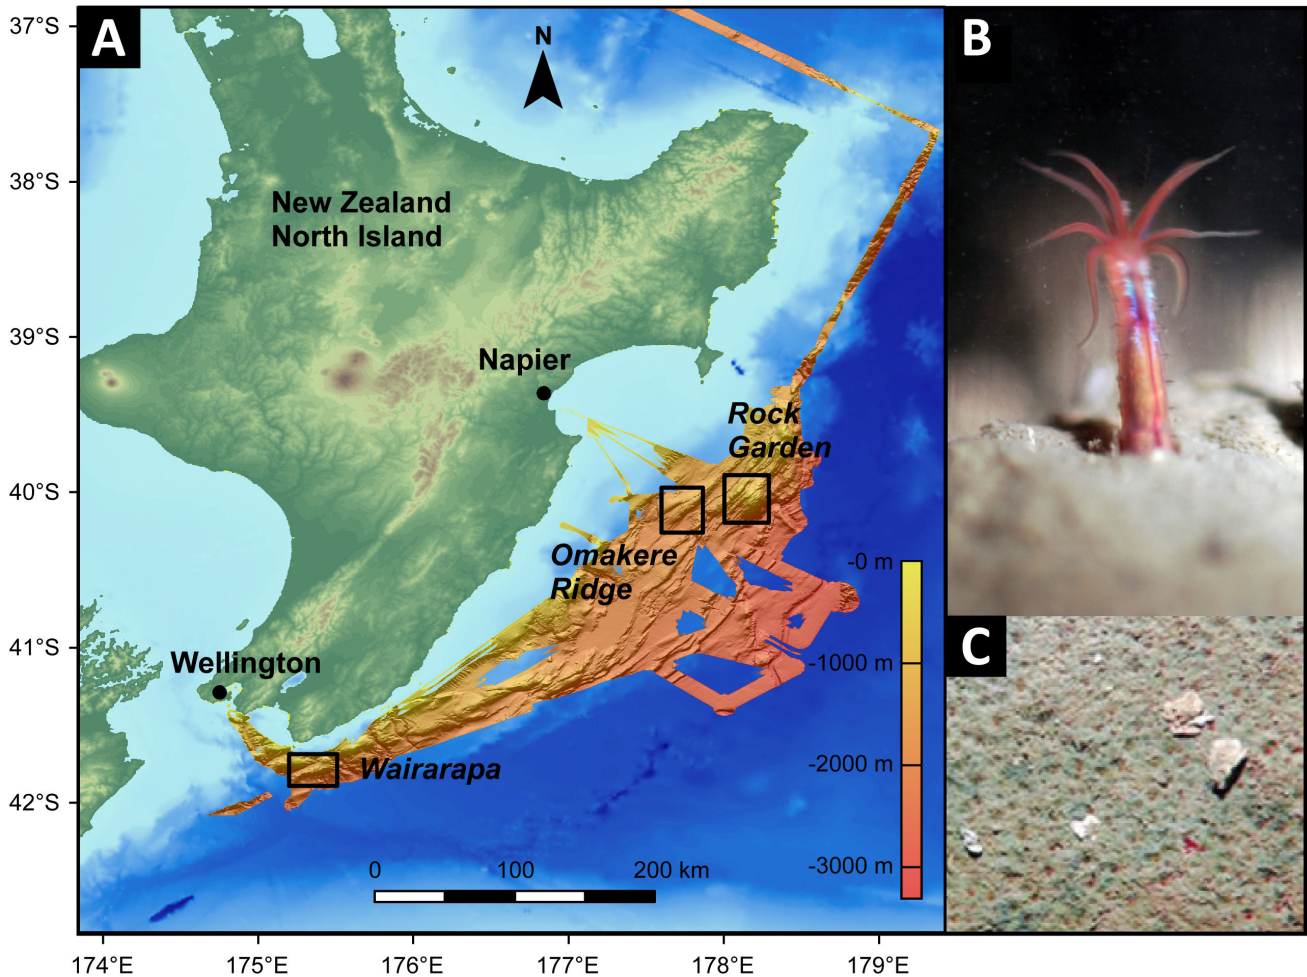 A
N
B
37°S
38°S
New Zealand
North Island
39°S
Napier
Rock
Garden
40°S
Omakere
Ridge
-0 m
41°S
Wellington
-1000 m
C
-2000 m
Wairarapa
42°S
-3000 m
0 100 200 km
174°E 175°E 176°E 177°E 178°E 179°E